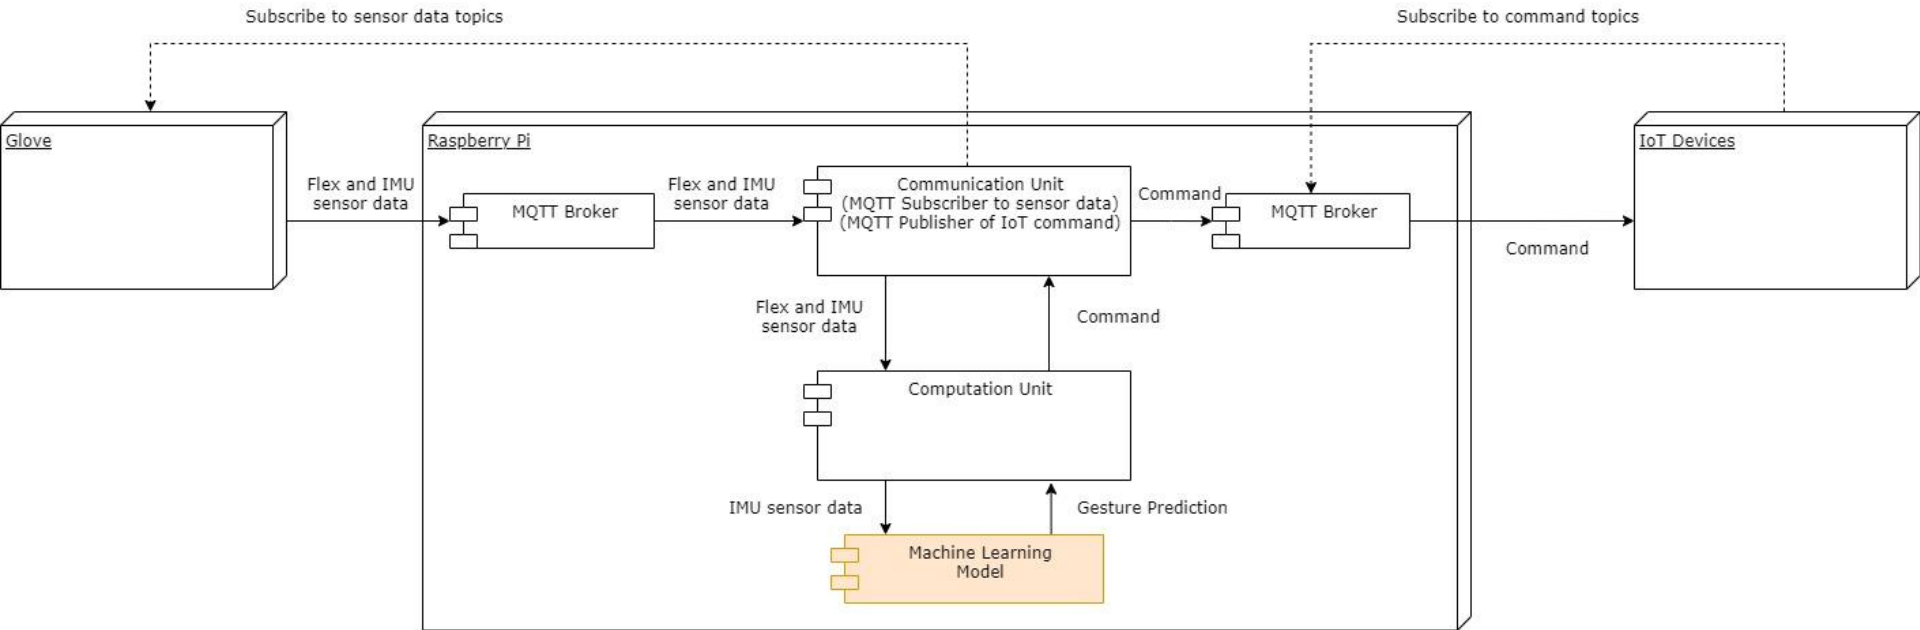 Subscribe to sensor data topics
Subscribe to command topics
Glove
Raspberry Pi
IoT Devices
Flex and IMU
sensor data
MQTT Broker
Flex and IMU
sensor data
Communication Unit
(MQTT Subscriber to sensor data)
(MQTT Publisher of IoT command)
Command
MQTT Broker
Command
Flex and IMU
sensor data
Command
Computation Unit
IMU sensor data
Gesture Prediction
Machine Learning
Model